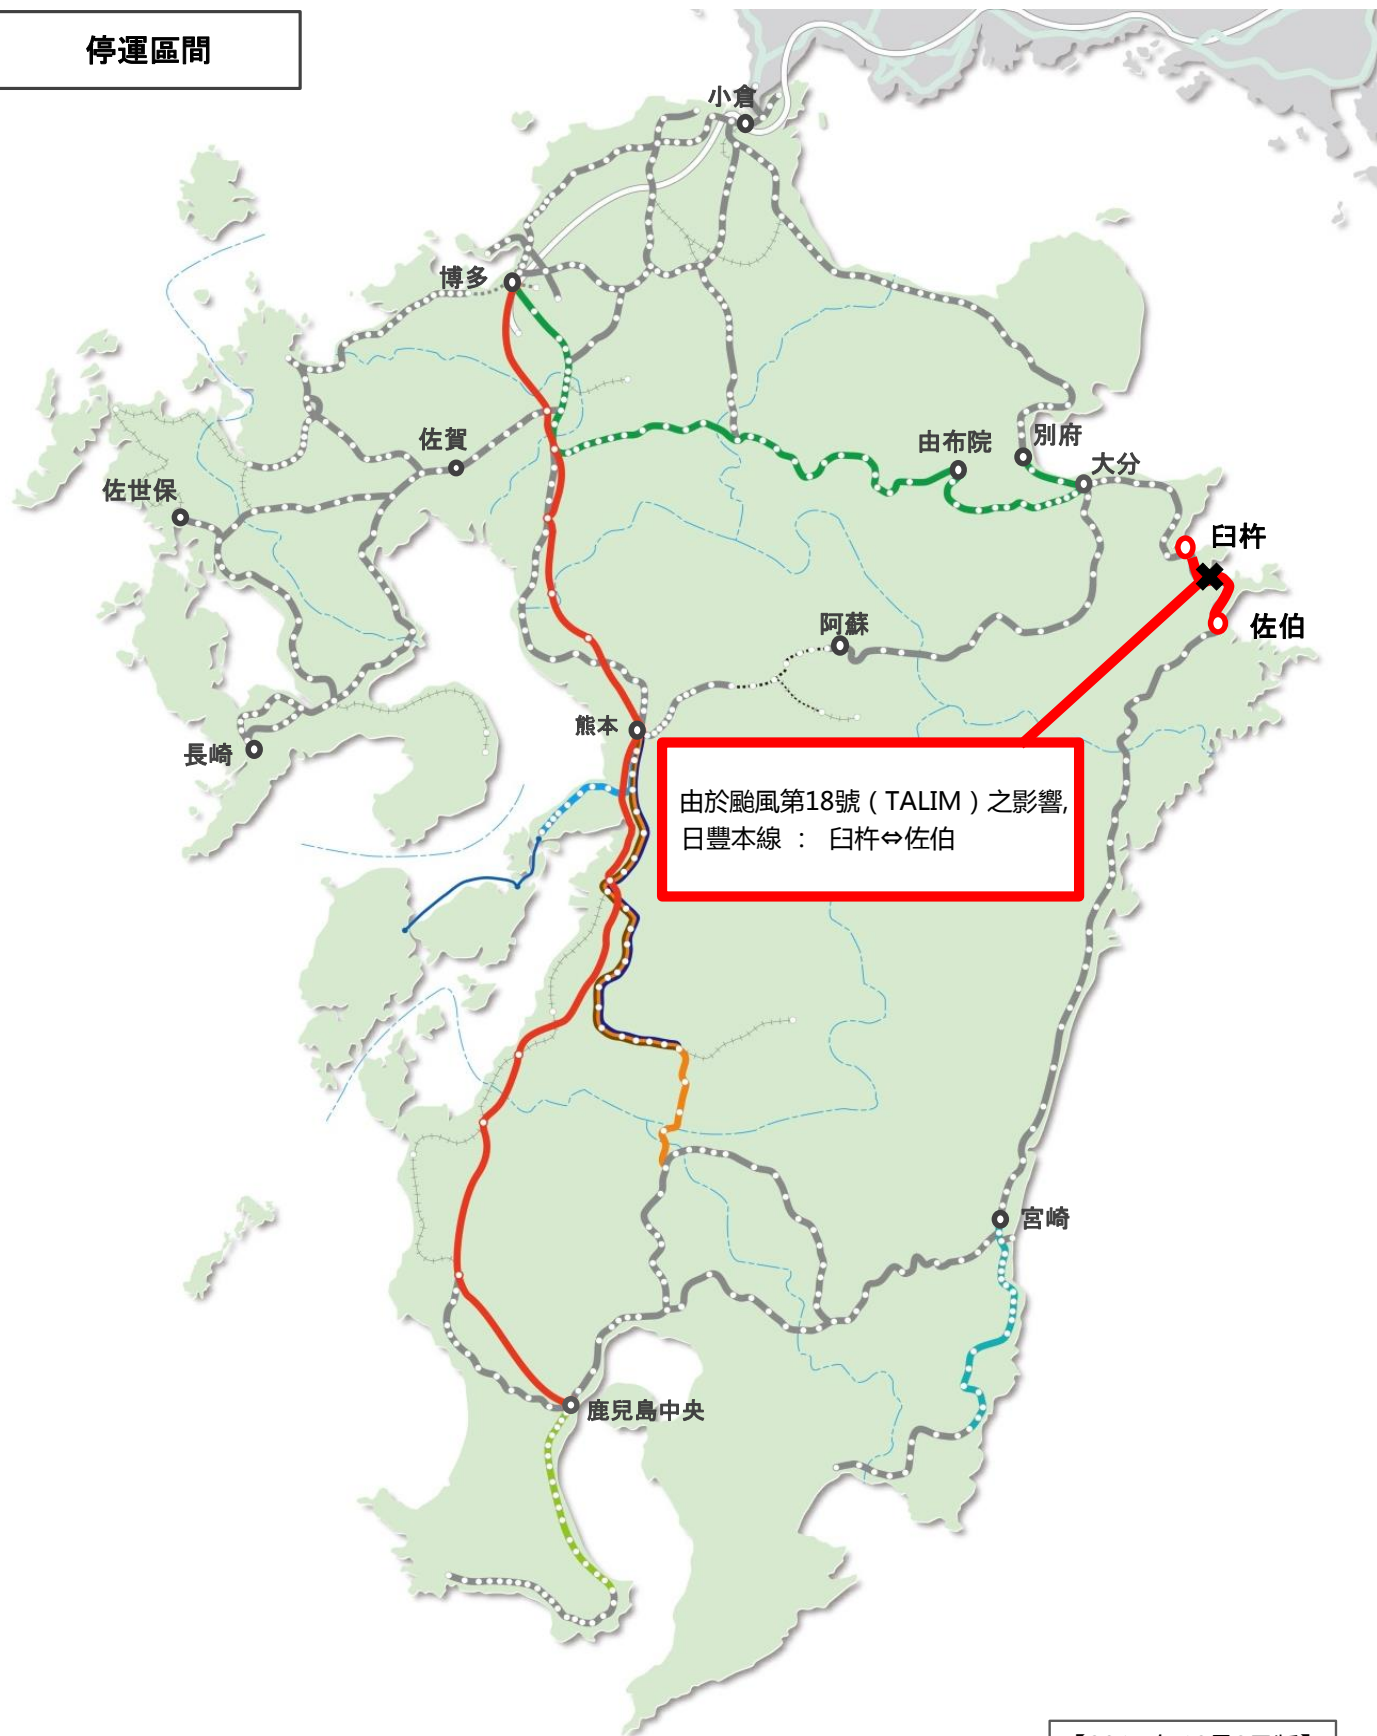 停運區間
小倉
博多
佐賀
由布院
別府
大分
佐世保
臼杵
佐伯
阿蘇
熊本
長崎
由於颱風第18號（TALIM）之影響,
日豐本線 ： 臼杵⇔佐伯
宮崎
鹿兒島中央